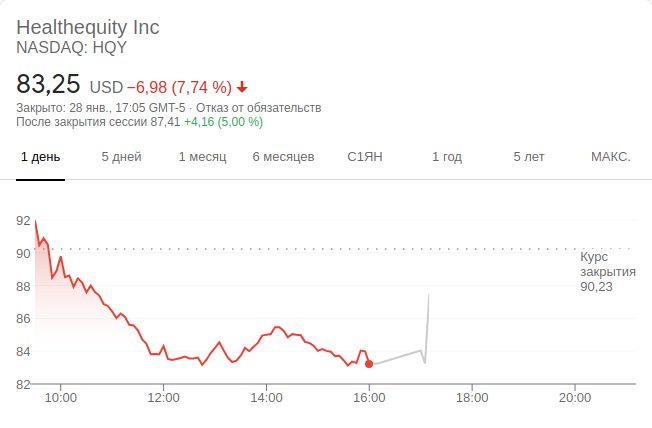 Healthequity Inc
NASDAQ: HQY
83,25 USD −6,98 (7,74 %)
Закрыто: 28 янв., 17:05 GMT-5 · Отказ от обязательств
После закрытия сессии 87,41 +4,16 (5,00 %)
1 день 5 дней 1 месяц 6 месяцев С1ЯН 1 год 5 лет МАКС.
92
90
88
86
84
82
Курс
закрытия
90,23
10:00 12:00 14:00 16:00 18:00 20:00